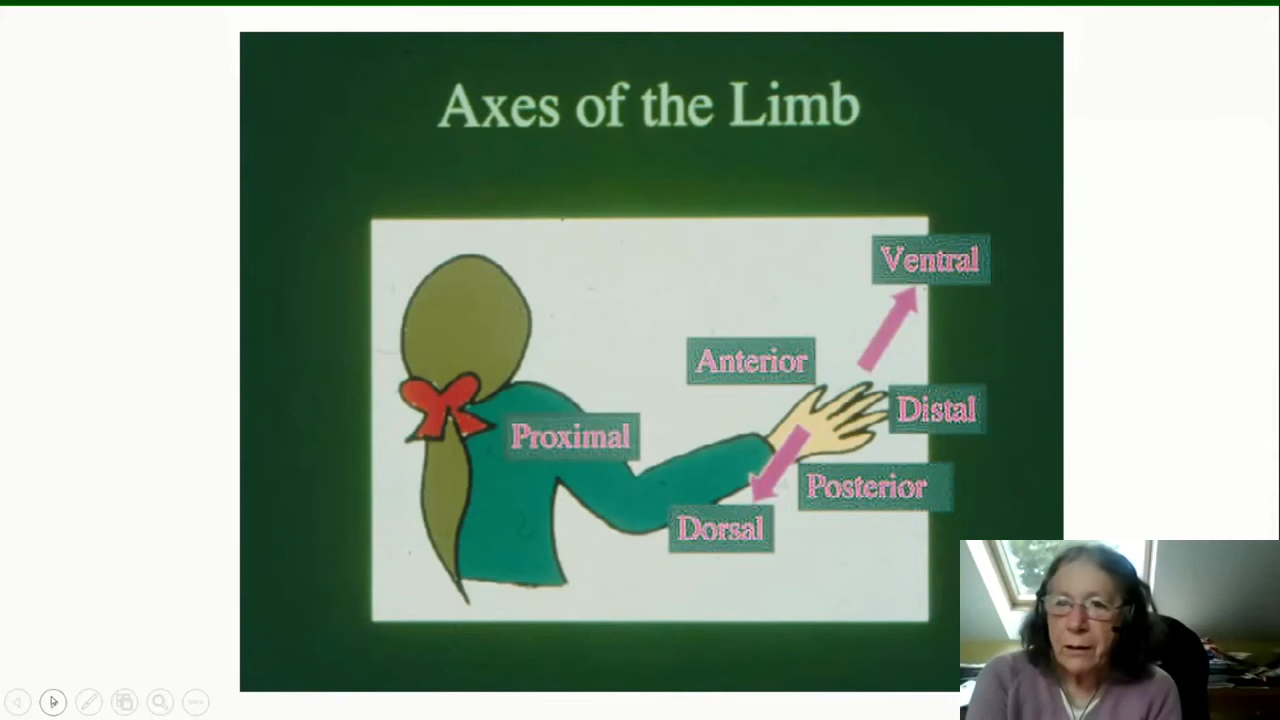 Axes of the Limb
Ventral
Anterior
Distal
Proximal
Posterior
Dorsal